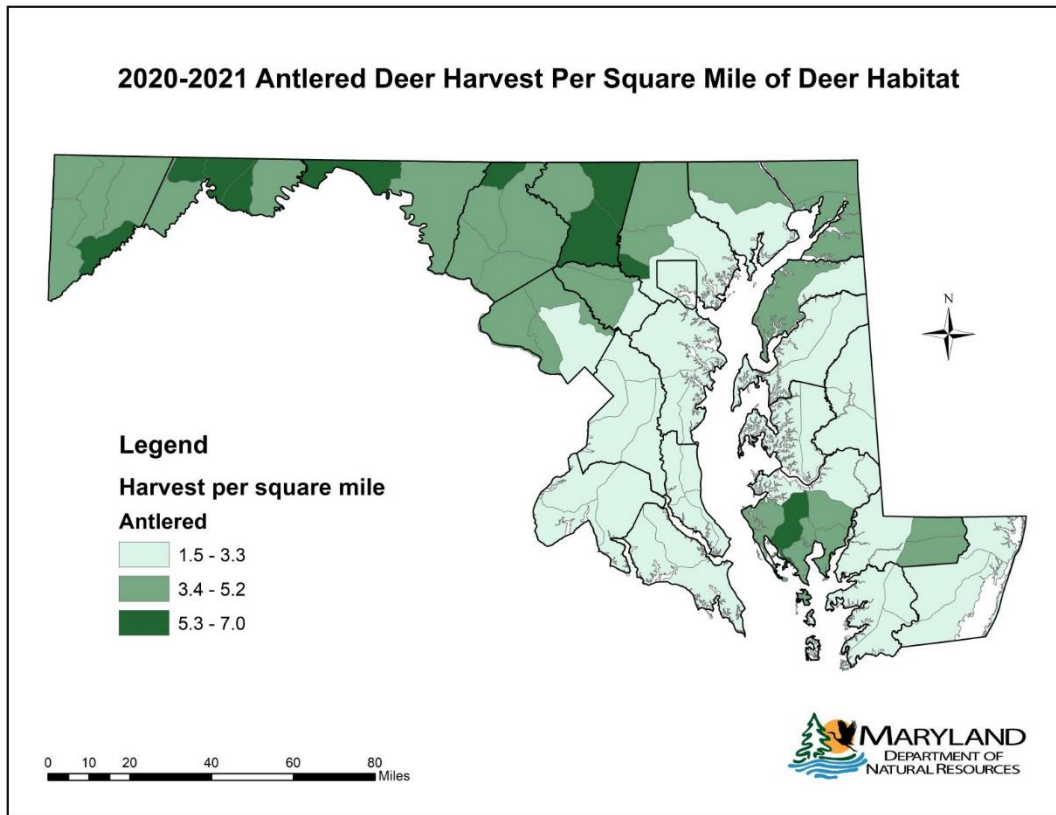 2020-2021 Antlered Deer Harvest Per Square Mile of Deer Habitat
N
Legend
Harvest per square mile
Antlered
1.5 - 3.3
3.4 - 5.2
5.3 - 7.0
0 10 20 40 60 80
Miles
MARYLAND
DEPARTMENT OF
NATURAL RESOURCES